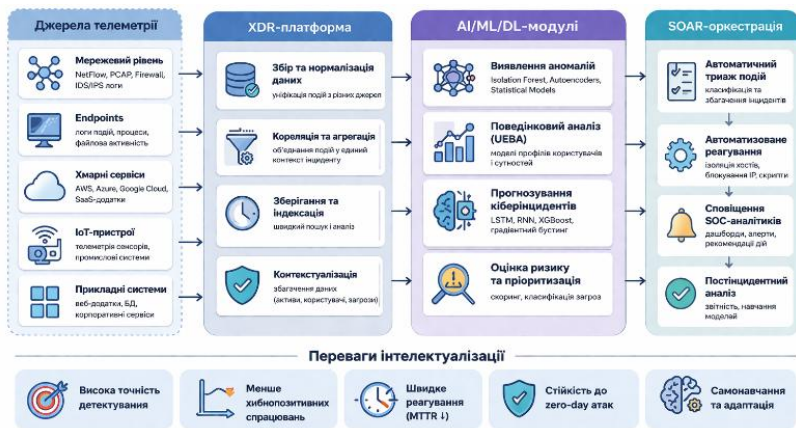 Джерела телеметрії
Мережевий рівень
NetFlow, PCAP, Firewall,
IDS/IPS логи
Endpoints
логи подій, процеси,
файлова активність
Хмарні сервіси
AWS, Azure, Google Cloud,
SaaS-додатки
IoT-пристрої
телеметрія сенсорів,
промислові системи
Прикладні системи
веб-додатки, БД,
корпоративні сервіси
XDR-платформа
Збір та нормалізація
даних
уніфікація подій з різних джерел
Кореляція та агрегація
об'єднання подій у єдиний
контекст інциденту
Зберігання та
індексація
швидкий пошук і аналіз
Контекстуалізація
збагачення даних
(активи, користувачі, загрози)
AI/ML/DL-модулі
Виявлення аномалій
Isolation Forest, Autoencoders,
Statistical Models
Поведінковий аналіз
(UEBA)
моделі профілів користувачів
і сутностей
Прогнозування
кіберінцидентів
LSTM, RNN, XGBoost,
градієнтний бустинг
Оцінка ризику
та пріоритизація
скоринг, класифікація загроз
SOAR-оркестрація
Автоматичний
триаж подій
класифікація та
збагачення інцидентів
Автоматизоване
реагування
ізоляція хостів,
блокування IP, скрипти
Сповіщення
SOC-аналітиків
дашборди, алерти,
рекомендації дій
Постінцидентний
аналіз
звітність, навчання
моделей
Переваги інтелектуалізації
Висока точність
детектування
Менше
хибнопозитивних
спрацювань
Швидке
реагування
(MTTR ↓)
Стійкість до
zero-day атак
Самонавчання
та адаптація